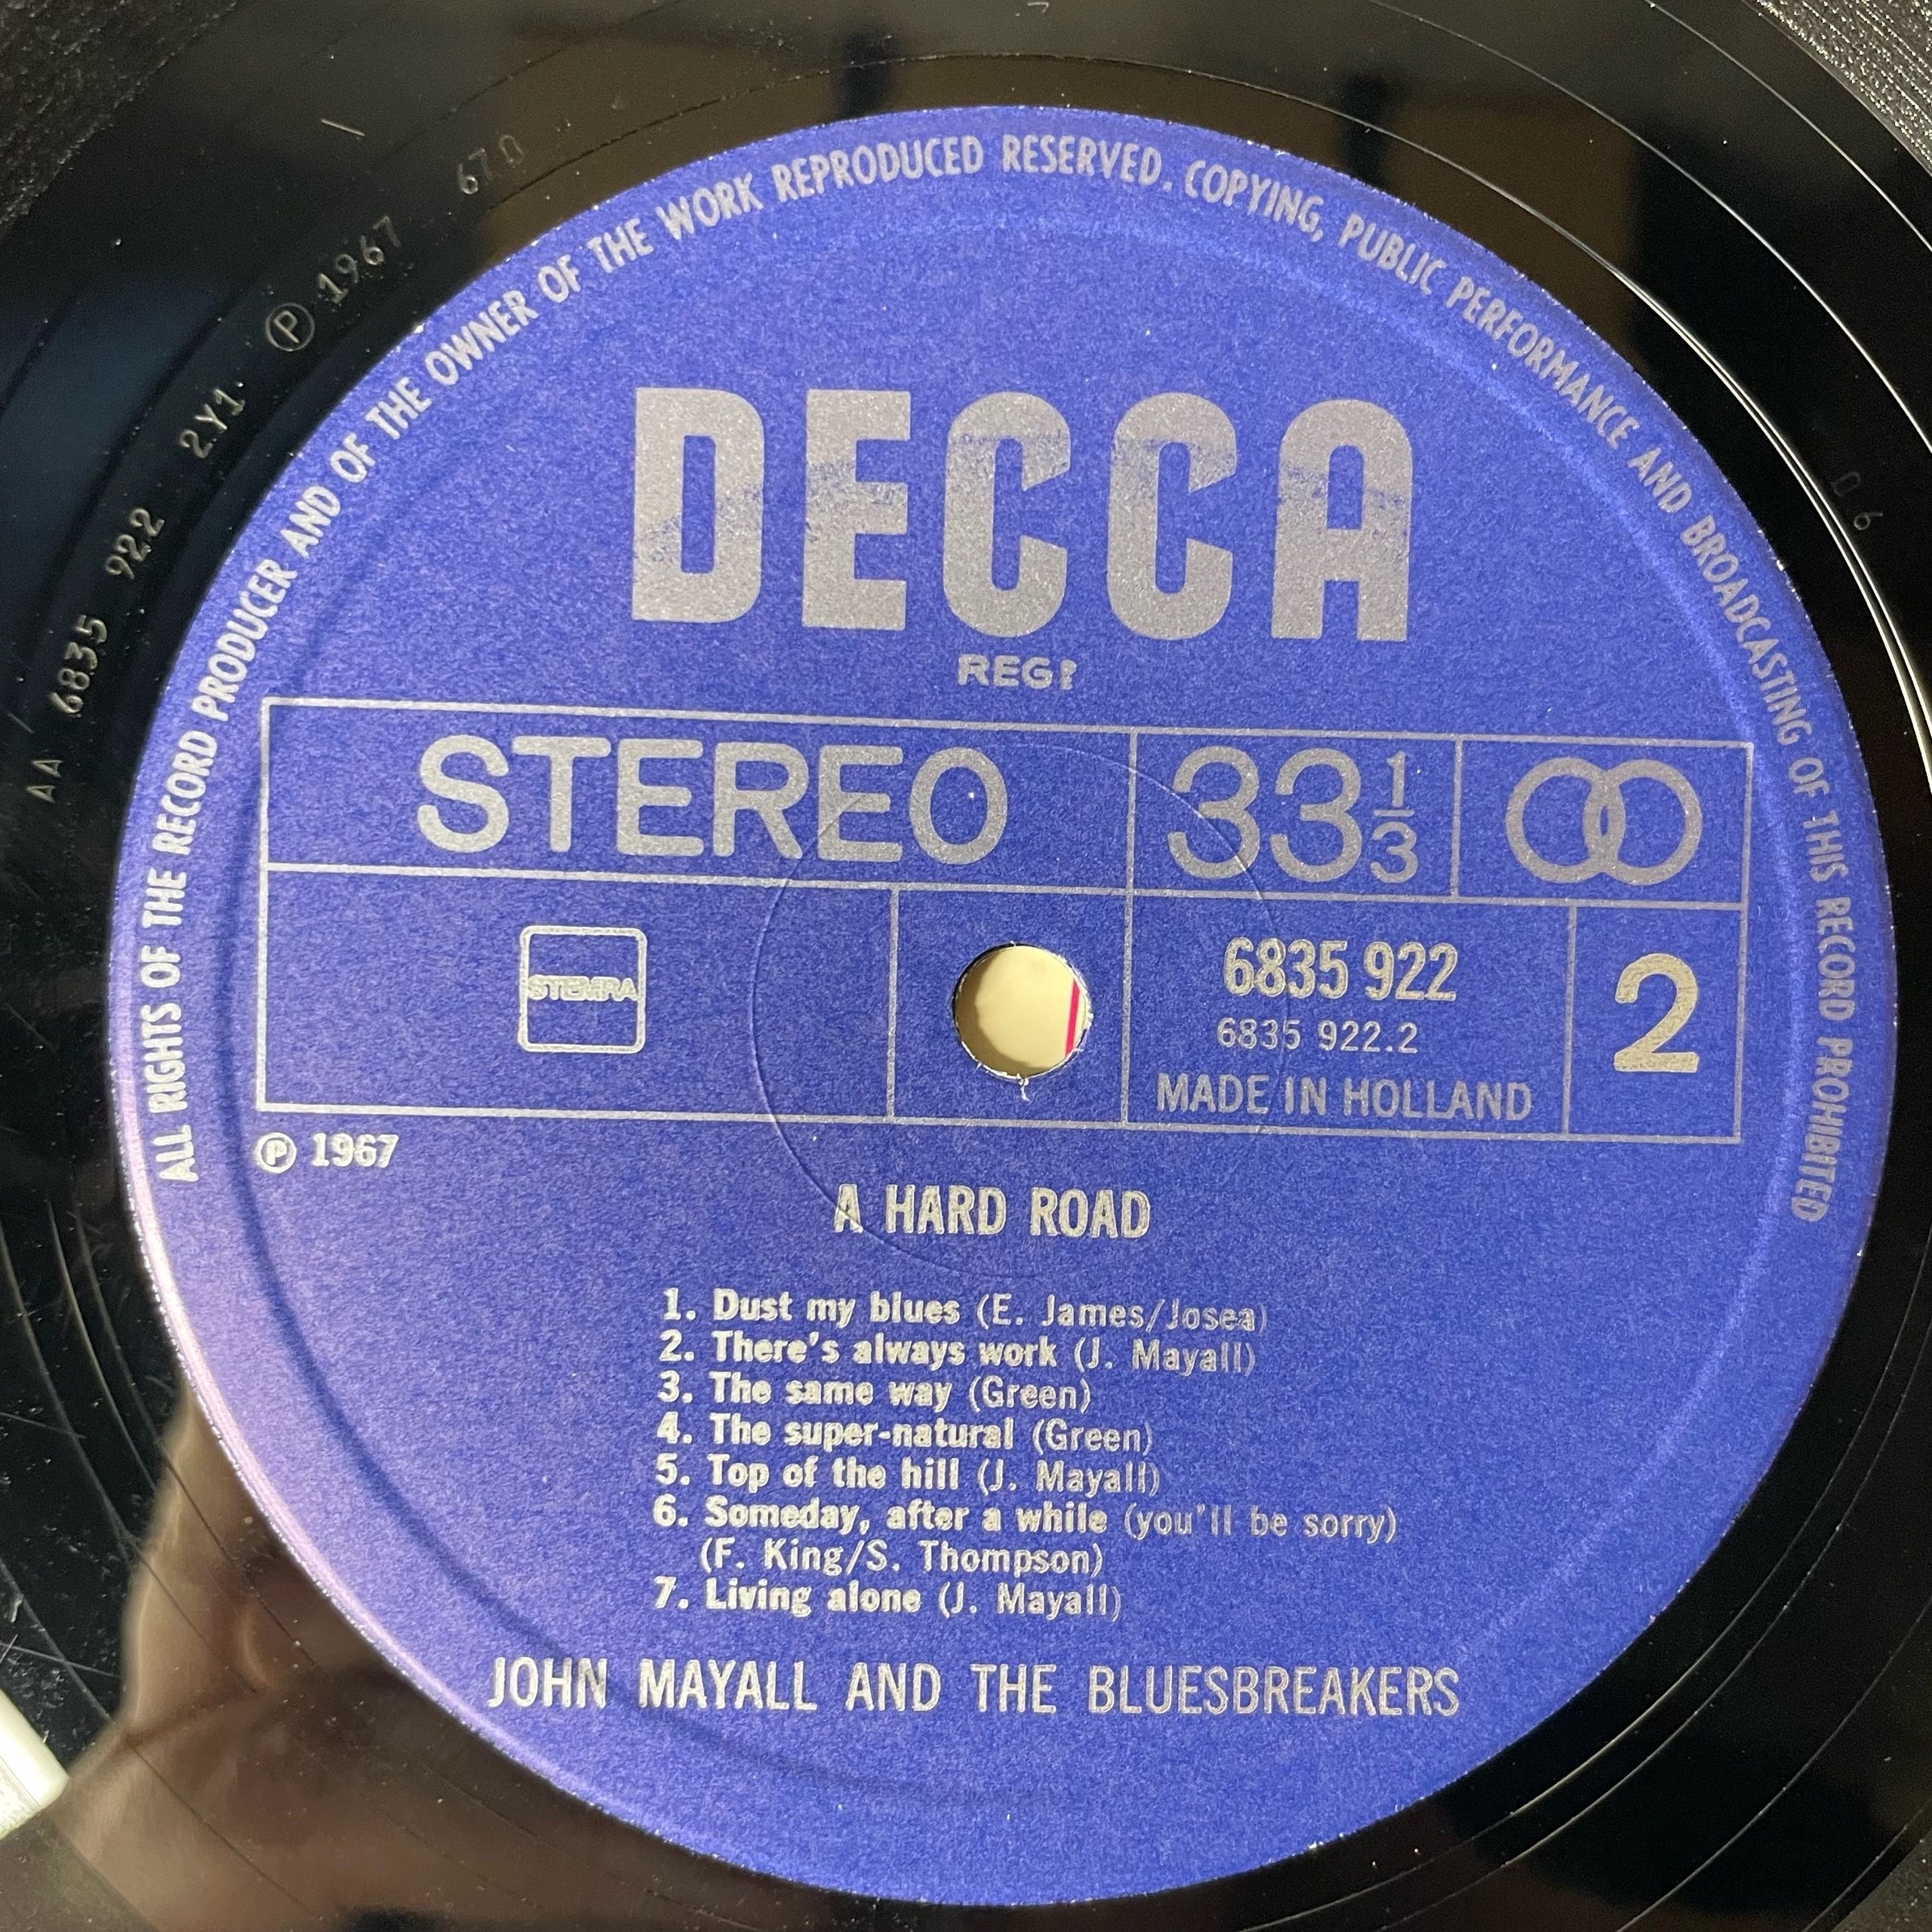 ALL RIGHTS OF THE RECORD PRODUCER AND OF THE OWNER OF THE WORK REPRODUCED RESERVED. COPYING, PUBLIC PERFORMANCE AND BROADCASTING OF THIS RECORD PROHIBITED
AA 6835 922 2Y1 Ⓟ 1967 670
06
DECCA
REG!
STEREO
33 1/3
STEMRA
6835 922
6835 922.2
MADE IN HOLLAND
2
Ⓟ 1967
A HARD ROAD
1. Dust my blues (E. James/Josea)
2. There's always work (J. Mayall)
3. The same way (Green)
4. The super-natural (Green)
5. Top of the hill (J. Mayall)
6. Someday, after a while (you'll be sorry)
(F. King/S. Thompson)
7. Living alone (J. Mayall)
JOHN MAYALL AND THE BLUESBREAKERS